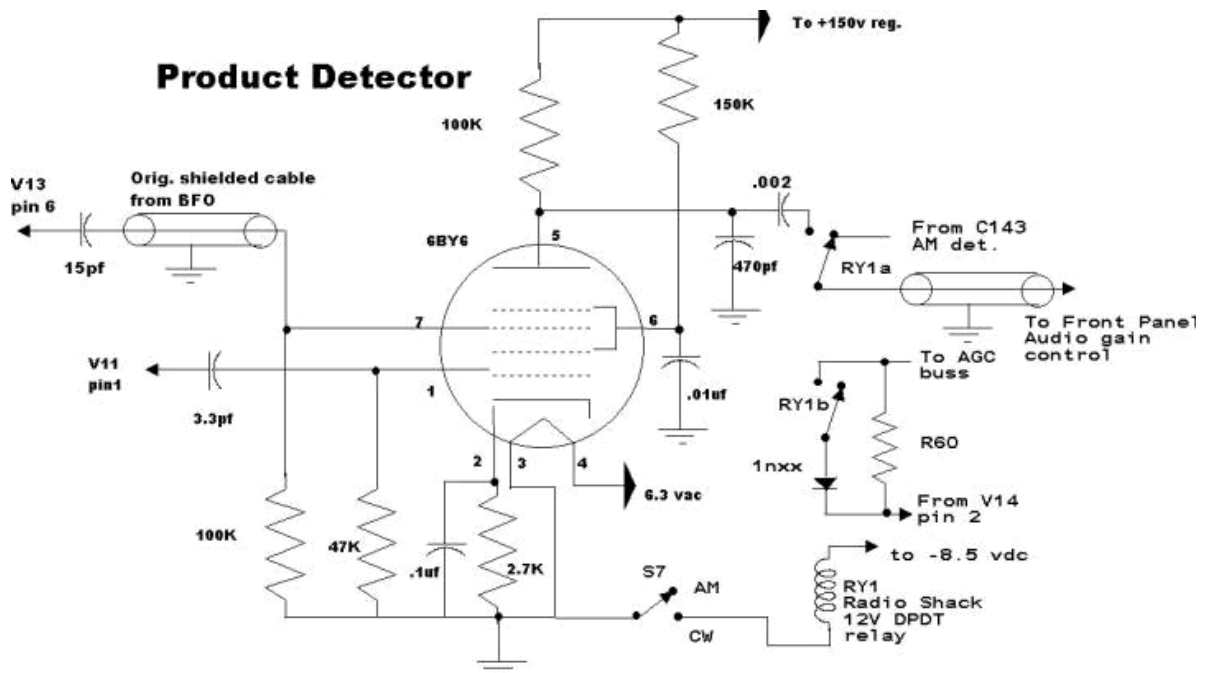 To +150v reg.
Product Detector
150K
100K
V13
pin 6
Orig. shielded cable
from BFO
.002
From C143
AM det.
15pf
6BY6
5
470pf
RY1a
7
6
To Front Panel
Audio gain
control
V11
pin1
1
3.3pf
.01uf
To AGC
buss
RY1b
R60
2
3
4
1nxx
6.3 vac
From V14
pin 2
100K
47K
.1uf
2.7K
to -8.5 vdc
S7
AM
CW
RY1
Radio Shack
12V DPDT
relay